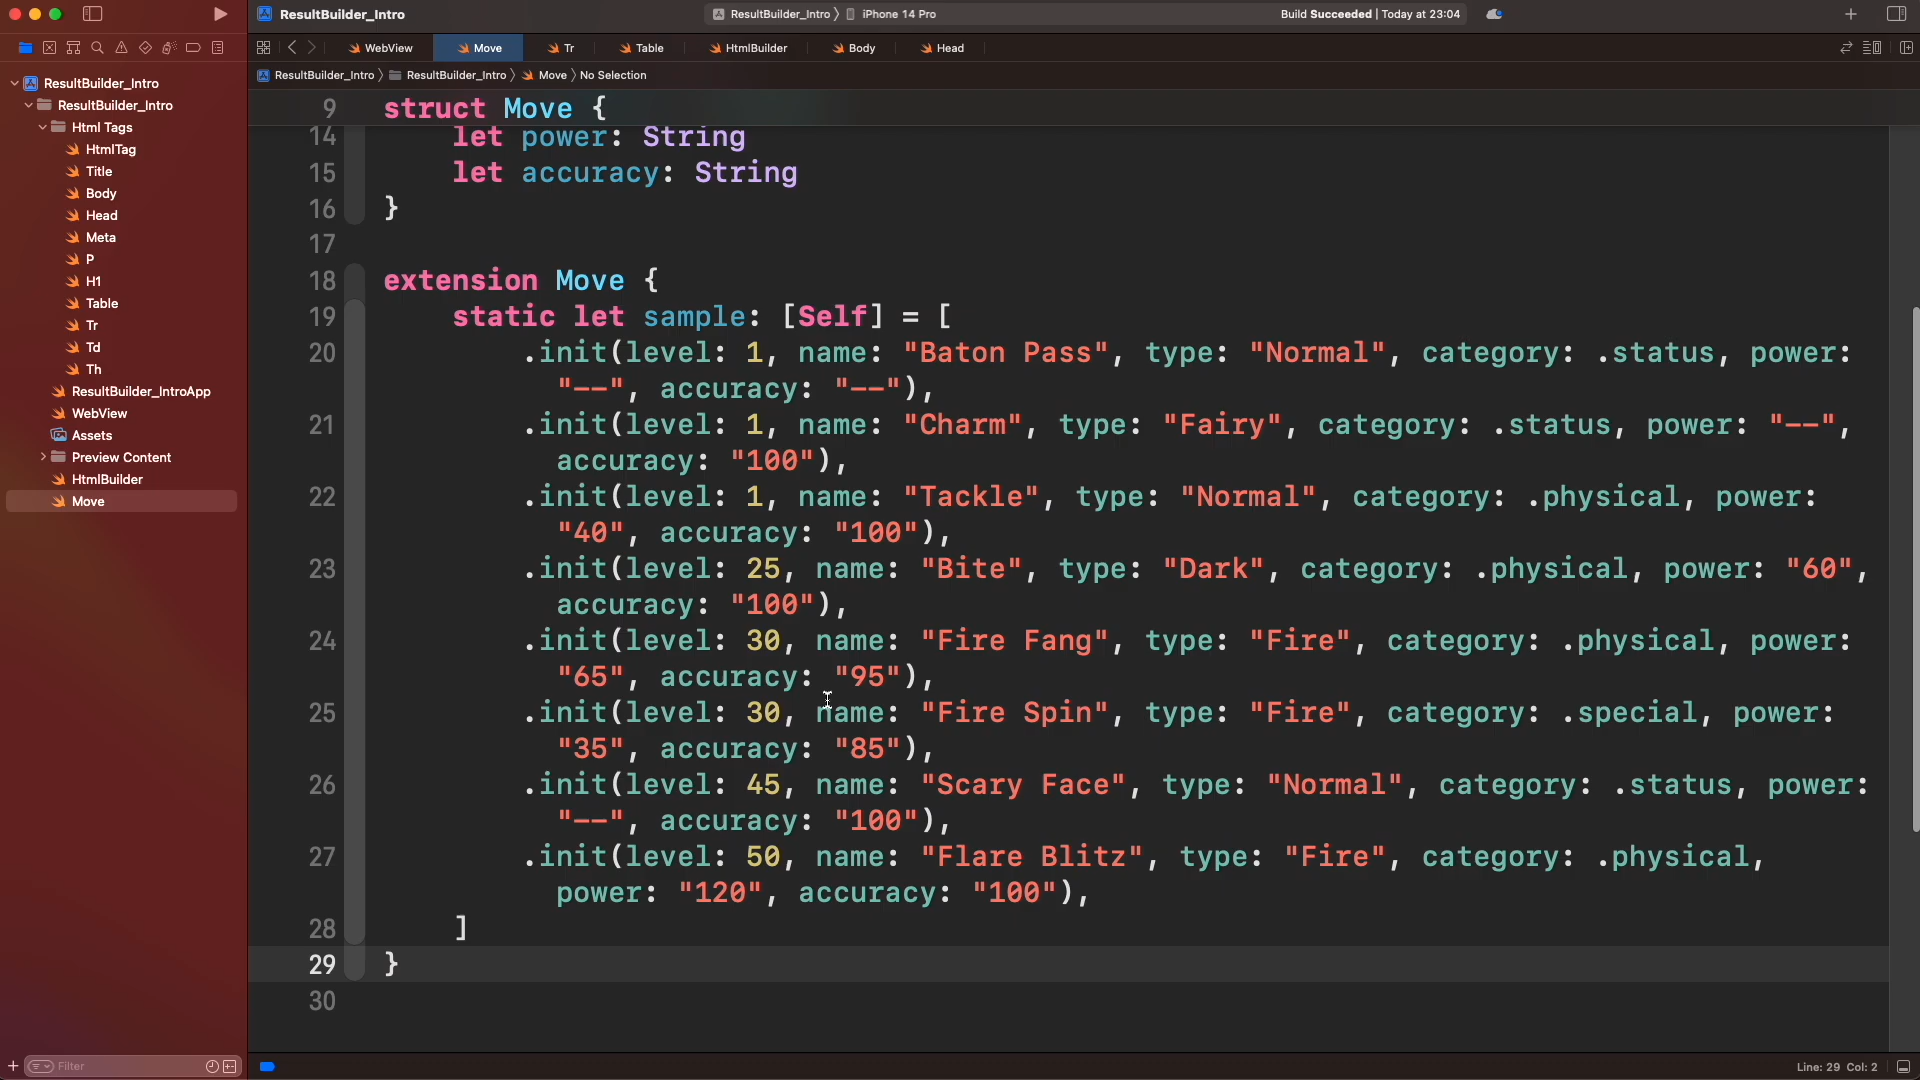 ResultBuilder_Intro
ResultBuilder_Intro 〉 iPhone 14 Pro
Build Succeeded | Today at 23:04
WebView
Move
Tr
Table
HtmlBuilder
Body
Head
ResultBuilder_Intro 〉 ResultBuilder_Intro 〉 Move 〉 No Selection
ResultBuilder_Intro
ResultBuilder_Intro
Html Tags
HtmlTag
Title
Body
Head
Meta
P
H1
Table
Tr
Td
Th
ResultBuilder_IntroApp
WebView
Assets
Preview Content
HtmlBuilder
Move
Filter
9 struct Move {
14 let power: String
15 let accuracy: String
16 }
17
18 extension Move {
19 static let sample: [Self] = [
20 .init(level: 1, name: "Baton Pass", type: "Normal", category: .status, power:
"--", accuracy: "--"),
21 .init(level: 1, name: "Charm", type: "Fairy", category: .status, power: "--",
accuracy: "100"),
22 .init(level: 1, name: "Tackle", type: "Normal", category: .physical, power:
"40", accuracy: "100"),
23 .init(level: 25, name: "Bite", type: "Dark", category: .physical, power: "60",
accuracy: "100"),
24 .init(level: 30, name: "Fire Fang", type: "Fire", category: .physical, power:
"65", accuracy: "95"),
25 .init(level: 30, name: "Fire Spin", type: "Fire", category: .special, power:
"35", accuracy: "85"),
26 .init(level: 45, name: "Scary Face", type: "Normal", category: .status, power:
"--", accuracy: "100"),
27 .init(level: 50, name: "Flare Blitz", type: "Fire", category: .physical,
power: "120", accuracy: "100"),
28 ]
29 }
30
Line: 29 Col: 2